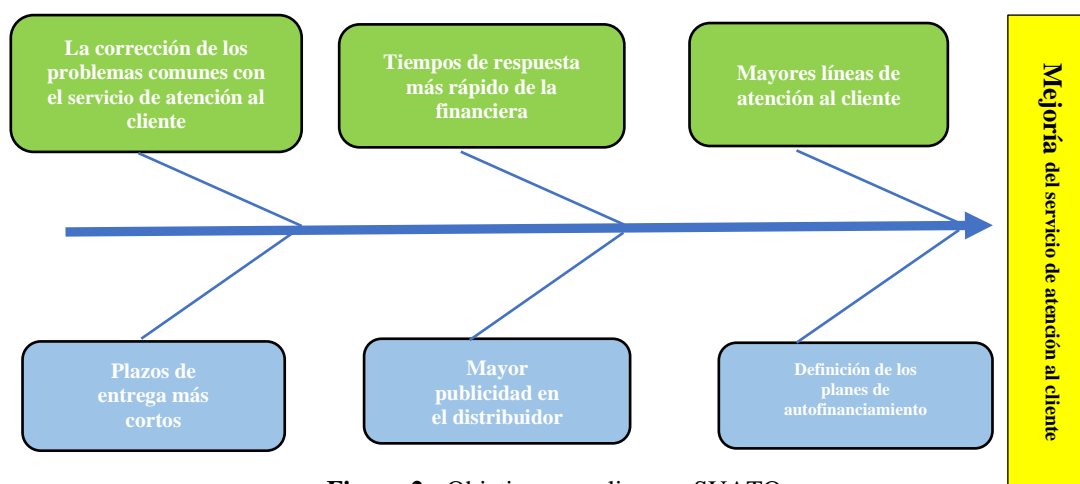 La corrección de los
problemas comunes con
el servicio de atención al
cliente
Tiempos de respuesta
más rápido de la
financiera
Mayores líneas de
atención al cliente
Mejoría del servicio de atención al cliente
Plazos de
entrega más
cortos
Mayor
publicidad en
el distribuidor
Definición de los
planes de
autofinanciamiento